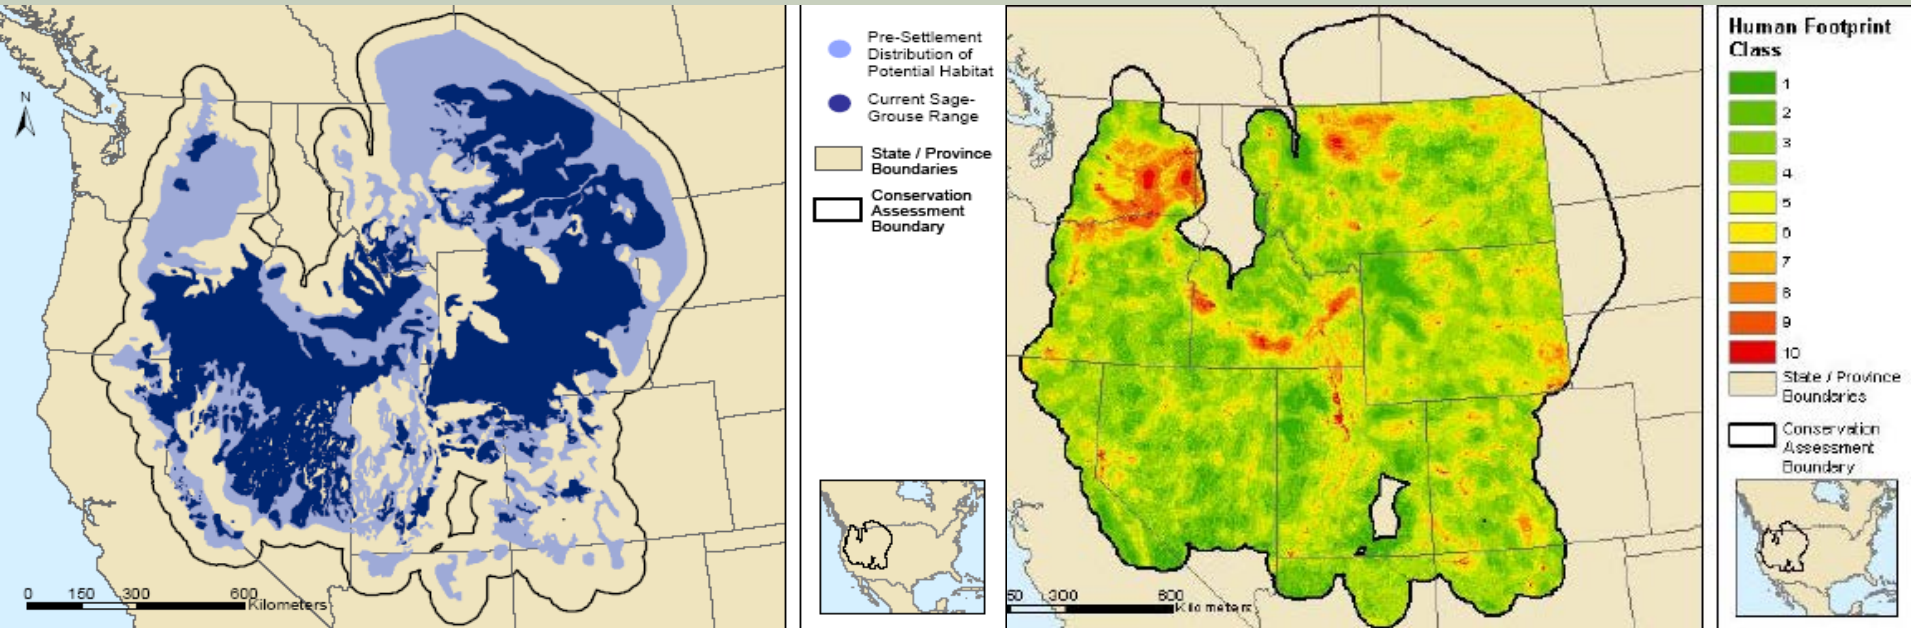 N
0 150 300 600
Kilometers
Pre-Settlement
Distribution of
Potential Habitat
Current Sage-
Grouse Range
State / Province
Boundaries
Conservation
Assessment
Boundary
50 300 600
Kilometers
Human Footprint
Class
1
2
3
4
5
6
7
8
9
10
State / Province
Boundaries
Conservation
Assessment
Boundary